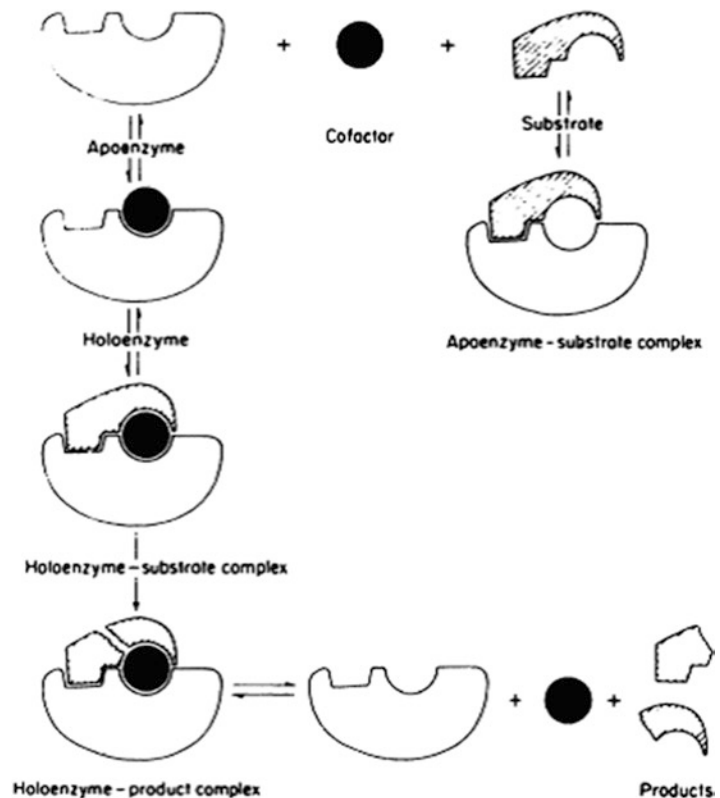 + +
Cofactor
Substrate
Apoenzyme
Holoenzyme
Apoenzyme - substrate complex
Holoenzyme - substrate complex
+ +
Holoenzyme - product complex
Products